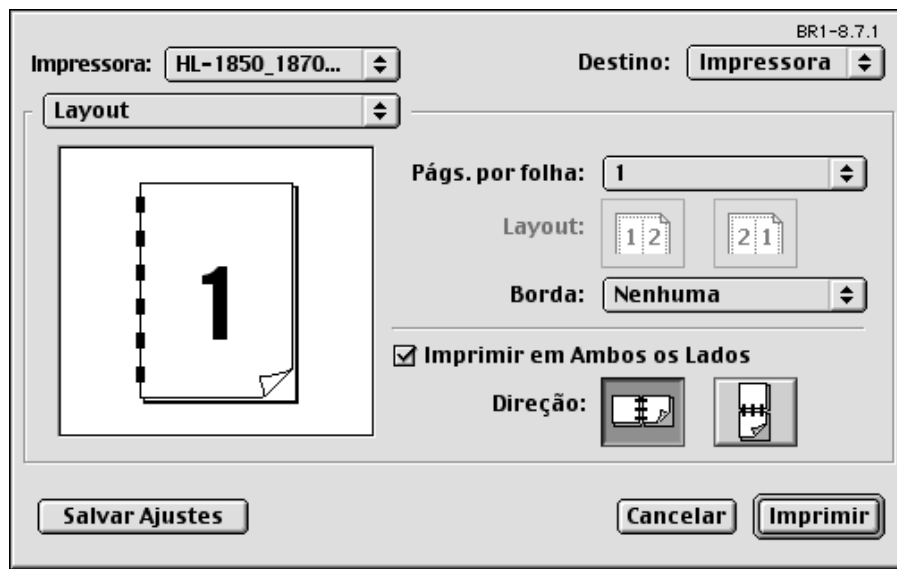 BR1-8.7.1
Impressora: HL-1850_1870... Destino: Impressora
Layout
Págs. por folha: 1
1
Layout: 1 2 2 1
Borda: Nenhuma
Imprimir em Ambos os Lados
Direção:
Salvar Ajustes Cancelar Imprimir